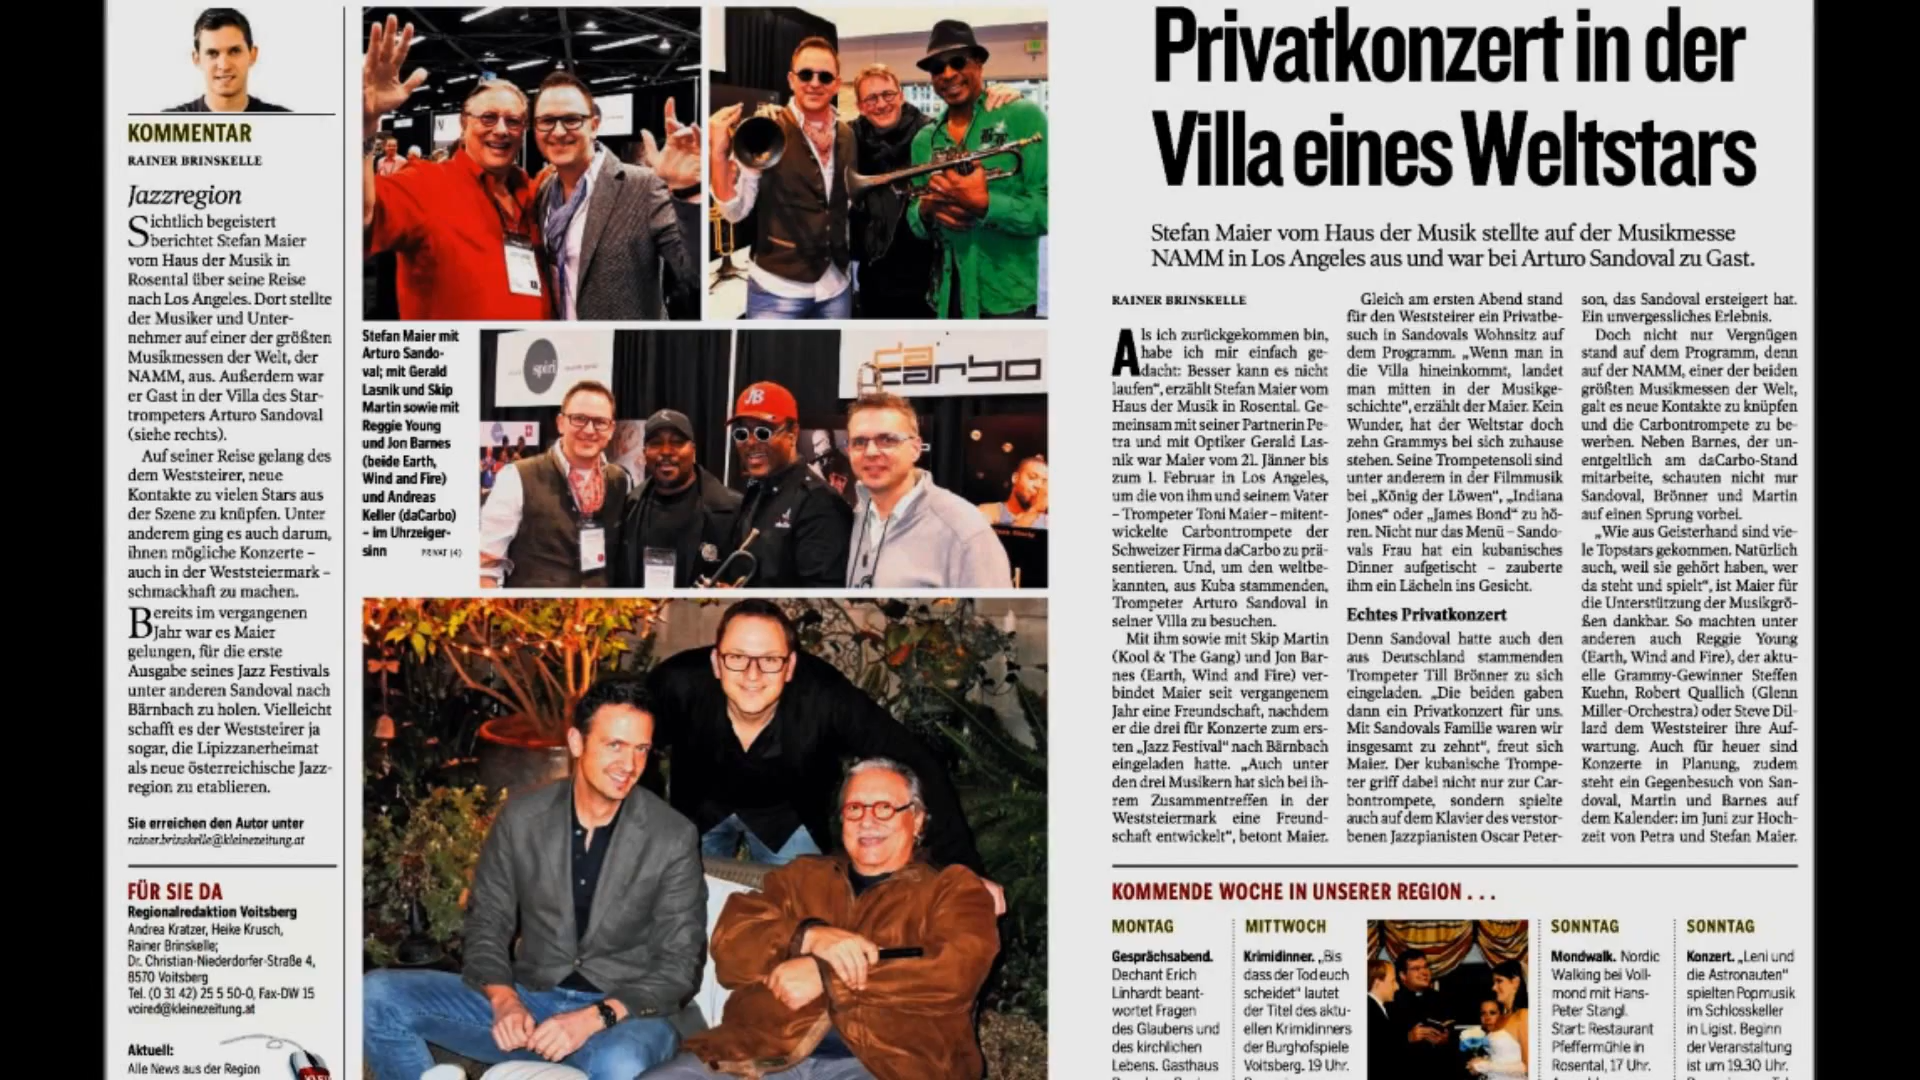 KOMMENTAR
RAINER BRINSKELLE
Jazzregion
Sichtlich begeistert
berichtet Stefan Maier
vom Haus der Musik in
Rosental über seine Reise
nach Los Angeles. Dort stellte
der Musiker und Unter-
nehmer auf einer der größten
Musikmessen der Welt, der
NAMM, aus. Außerdem war
er Gast in der Villa des Star-
trompeters Arturo Sandoval
(siehe rechts).
Auf seiner Reise gelang des
dem Weststeirer, neue
Kontakte zu vielen Stars aus
der Szene zu knüpfen. Unter
anderem ging es auch darum,
ihnen mögliche Konzerte –
auch in der Weststeiermark –
schmackhaft zu machen.
Bereits im vergangenen
Jahr war es Maier
gelungen, für die erste
Ausgabe seines Jazz Festivals
unter anderen Sandoval nach
Bärnbach zu holen. Vielleicht
schafft es der Weststeirer ja
sogar, die Lipizzanerheimat
als neue österreichische Jazz-
region zu etablieren.
Sie erreichen den Autor unter
rainer.brinskelle@kleinezeitung.at
FÜR SIE DA
Regionalredaktion Voitsberg
Andrea Kratzer, Heike Krusch,
Rainer Brinskelle;
Dr. Christian-Niederdorfer-Straße 4,
8570 Voitsberg
Tel. (0 31 42) 25 5 50-0, Fax-DW 15
voired@kleinezeitung.at
Aktuell:
Alle News aus der Region
Stefan Maier mit
Arturo Sando-
val; mit Gerald
Lasnik und Skip
Martin sowie mit
Reggie Young
und Jon Barnes
(beide Earth,
Wind and Fire)
und Andreas
Keller (daCarbo)
– im Uhrzeiger-
sinn PRIVAT (4)
spiri
da carbo
JB
Privatkonzert in der
Villa eines Weltstars
Stefan Maier vom Haus der Musik stellte auf der Musikmesse
NAMM in Los Angeles aus und war bei Arturo Sandoval zu Gast.
RAINER BRINSKELLE
Als ich zurückgekommen bin,
habe ich mir einfach ge-
dacht: Besser kann es nicht
laufen“, erzählt Stefan Maier vom
Haus der Musik in Rosental. Ge-
meinsam mit seiner Partnerin Pe-
tra und mit Optiker Gerald Las-
nik war Maier vom 21. Jänner bis
zum 1. Februar in Los Angeles,
um die von ihm und seinem Vater
– Trompeter Toni Maier – mitent-
wickelte Carbontrompete der
Schweizer Firma daCarbo zu prä-
sentieren. Und, um den weltbe-
kannten, aus Kuba stammenden,
Trompeter Arturo Sandoval in
seiner Villa zu besuchen.
Mit ihm sowie mit Skip Martin
(Kool & The Gang) und Jon Bar-
nes (Earth, Wind and Fire) ver-
bindet Maier seit vergangenem
Jahr eine Freundschaft, nachdem
er die drei für Konzerte zum ers-
ten „Jazz Festival“ nach Bärnbach
eingeladen hatte. „Auch unter
den drei Musikern hat sich bei ih-
rem Zusammentreffen in der
Weststeiermark eine Freund-
schaft entwickelt“, betont Maier.
Gleich am ersten Abend stand
für den Weststeirer ein Privatbe-
such in Sandovals Wohnsitz auf
dem Programm. „Wenn man in
die Villa hineinkommt, landet
man mitten in der Musikge-
schichte“, erzählt der Maier. Kein
Wunder, hat der Weltstar doch
zehn Grammys bei sich zuhause
stehen. Seine Trompetensoli sind
unter anderem in der Filmmusik
bei „König der Löwen“, „Indiana
Jones“ oder „James Bond“ zu hö-
ren. Nicht nur das Menü – Sando-
vals Frau hat ein kubanisches
Dinner aufgetischt – zauberte
ihm ein Lächeln ins Gesicht.
Echtes Privatkonzert
Denn Sandoval hatte auch den
aus Deutschland stammenden
Trompeter Till Brönner zu sich
eingeladen. „Die beiden gaben
dann ein Privatkonzert für uns.
Mit Sandovals Familie waren wir
insgesamt zu zehnt“, freut sich
Maier. Der kubanische Trompe-
ter griff dabei nicht nur zur Car-
bontrompete, sondern spielte
auch auf dem Klavier des verstor-
benen Jazzpianisten Oscar Peter-
son, das Sandoval ersteigert hat.
Ein unvergessliches Erlebnis.
Doch nicht nur Vergnügen
stand auf dem Programm, denn
auf der NAMM, einer der beiden
größten Musikmessen der Welt,
galt es neue Kontakte zu knüpfen
und die Carbontrompete zu be-
werben. Neben Barnes, der un-
entgeltlich am daCarbo-Stand
mitarbeite, schauten nicht nur
Sandoval, Brönner und Martin
auf einen Sprung vorbei.
„Wie aus Geisterhand sind vie-
le Topstars gekommen. Natürlich
auch, weil sie gehört haben, wer
da steht und spielt“, ist Maier für
die Unterstützung der Musikgrö-
ßen dankbar. So machten unter
anderen auch Reggie Young
(Earth, Wind and Fire), der aktu-
elle Grammy-Gewinner Steffen
Kuehn, Robert Quallich (Glenn
Miller-Orchestra) oder Steve Dil-
lard dem Weststeirer ihre Auf-
wartung. Auch für heuer sind
Konzerte in Planung, zudem
steht ein Gegenbesuch von San-
doval, Martin und Barnes auf
dem Kalender: im Juni zur Hoch-
zeit von Petra und Stefan Maier.
KOMMENDE WOCHE IN UNSERER REGION . . .
MONTAG
Gesprächsabend.
Dechant Erich
Linhardt beant-
wortet Fragen
des Glaubens und
des kirchlichen
Lebens. Gasthaus
MITTWOCH
Krimidinner. „Bis
dass der Tod euch
scheidet“ lautet
der Titel des aktu-
ellen Krimidinners
der Burghofspiele
Voitsberg. 19 Uhr.
SONNTAG
Mondwalk. Nordic
Walking bei Voll-
mond mit Hans-
Peter Stangl.
Start: Restaurant
Pfeffermühle in
Rosental, 17 Uhr.
SONNTAG
Konzert. „Leni und
die Astronauten“
spielten Popmusik
im Schlosskeller
in Ligist. Beginn
der Veranstaltung
ist um 19.30 Uhr.